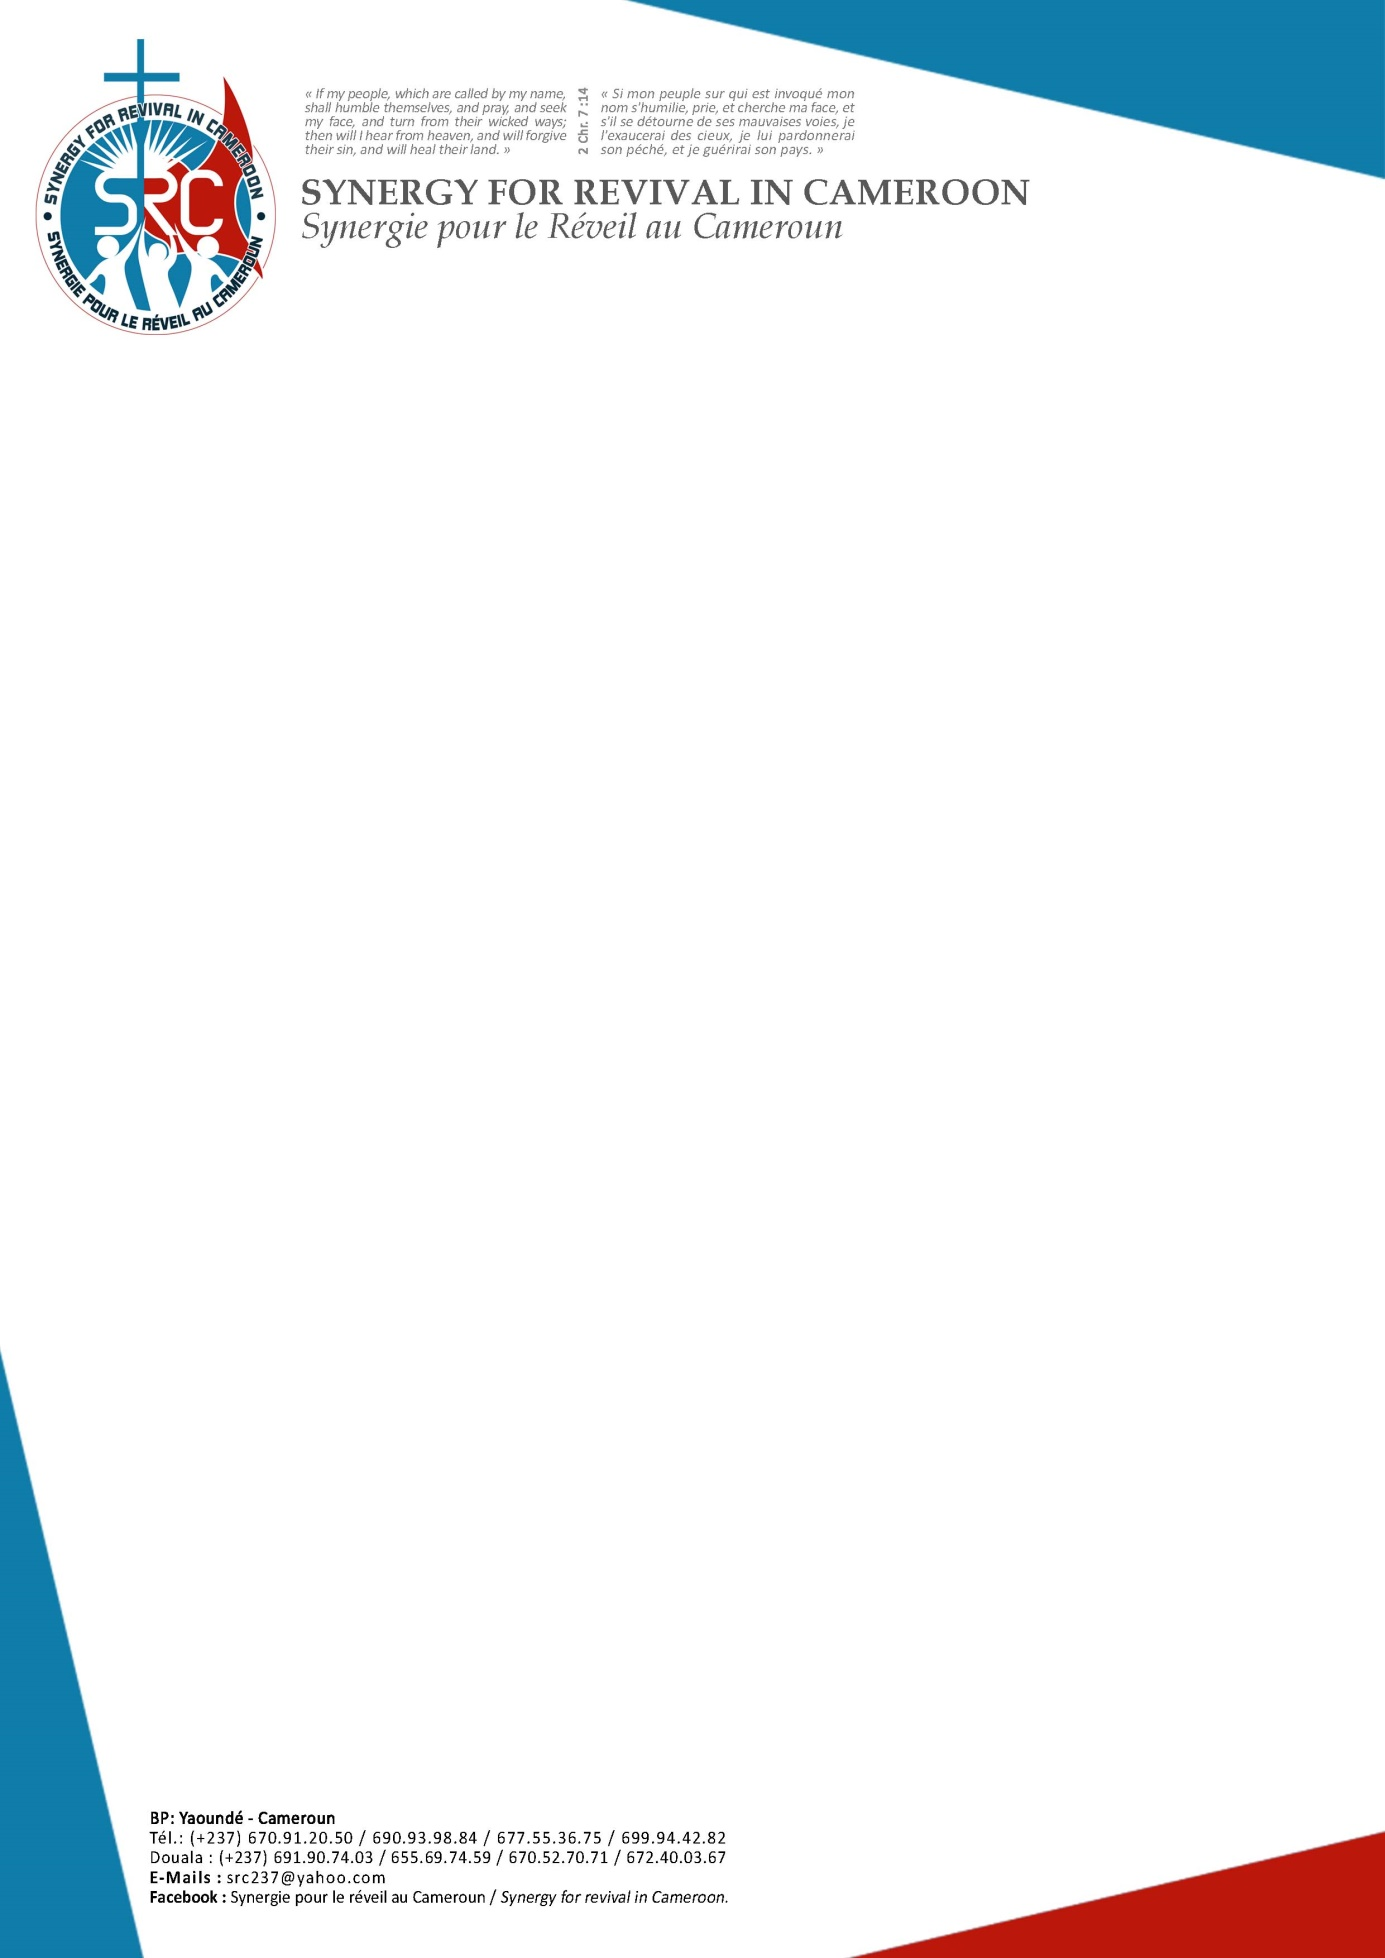 SYNERGY FOR REVIVAL IN CAMEROON
SRC
SYNERGIE POUR LE RÉVEIL AU CAMEROUN
« If my people, which are called by my name,
shall humble themselves, and pray, and seek
my face, and turn from their wicked ways;
then will I hear from heaven, and will forgive
their sin, and will heal their land. »
2 Chr. 7 :14
« Si mon peuple sur qui est invoqué mon
nom s'humilie, prie, et cherche ma face, et
s'il se détourne de ses mauvaises voies, je
l'exaucerai des cieux, je lui pardonnerai
son péché, et je guérirai son pays. »
SYNERGY FOR REVIVAL IN CAMEROON
Synergie pour le Réveil au Cameroun
BP: Yaoundé - Cameroun
Tél.: (+237) 670.91.20.50 / 690.93.98.84 / 677.55.36.75 / 699.94.42.82
Douala : (+237) 691.90.74.03 / 655.69.74.59 / 670.52.70.71 / 672.40.03.67
E-Mails : src237@yahoo.com
Facebook : Synergie pour le réveil au Cameroun / Synergy for revival in Cameroon.